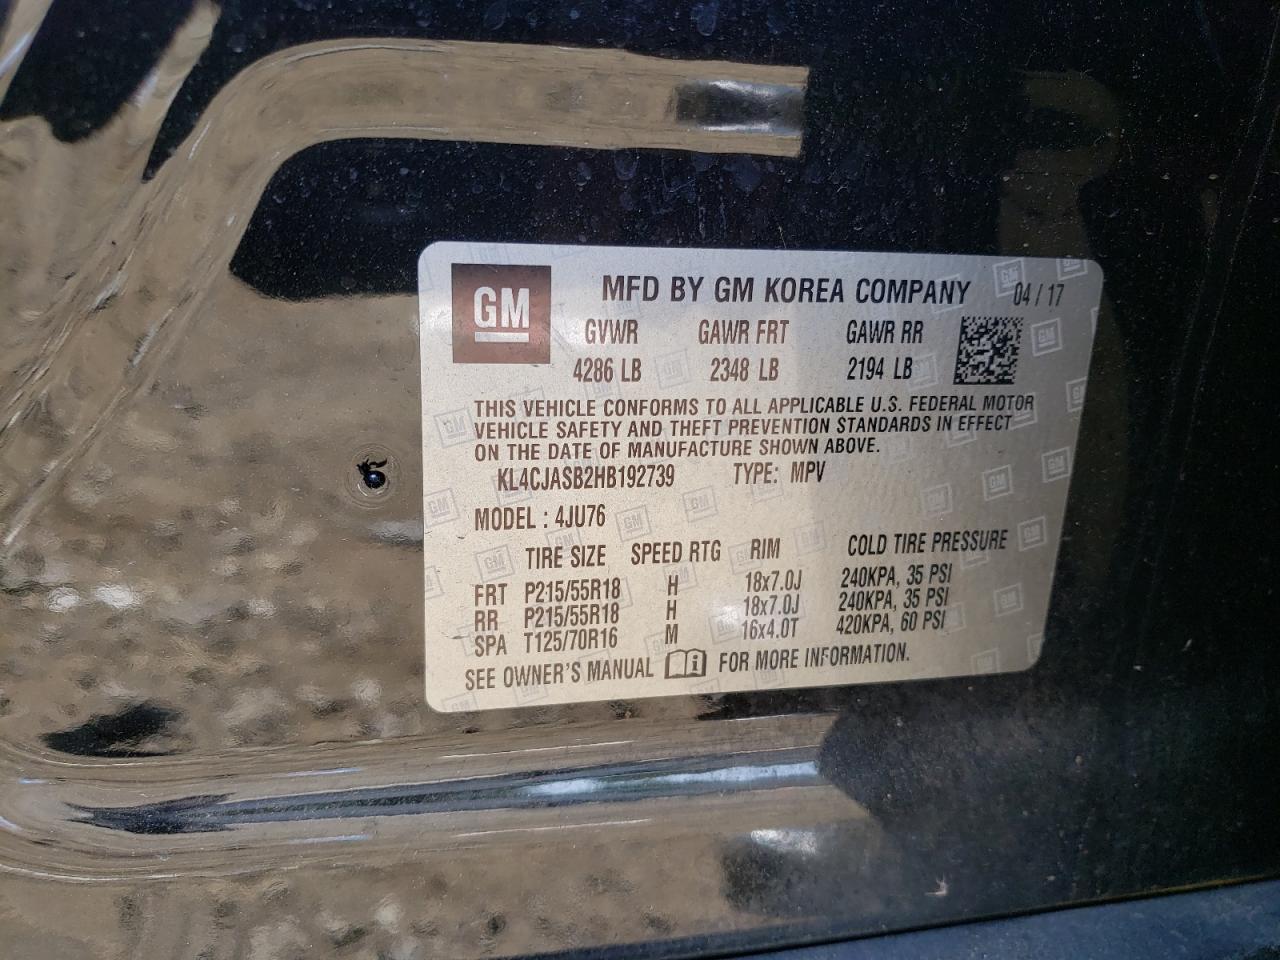 GM
MFD BY GM KOREA COMPANY 04 / 17
GVWR GAWR FRT GAWR RR
4286 LB 2348 LB 2194 LB
THIS VEHICLE CONFORMS TO ALL APPLICABLE U.S. FEDERAL MOTOR
VEHICLE SAFETY AND THEFT PREVENTION STANDARDS IN EFFECT
ON THE DATE OF MANUFACTURE SHOWN ABOVE.
KL4CJASB2HB192739 TYPE: MPV
MODEL : 4JU76
TIRE SIZE SPEED RTG RIM COLD TIRE PRESSURE
FRT P215/55R18 H 18x7.0J 240KPA, 35 PSI
RR P215/55R18 H 18x7.0J 240KPA, 35 PSI
SPA T125/70R16 M 16x4.0T 420KPA, 60 PSI
SEE OWNER'S MANUAL FOR MORE INFORMATION.